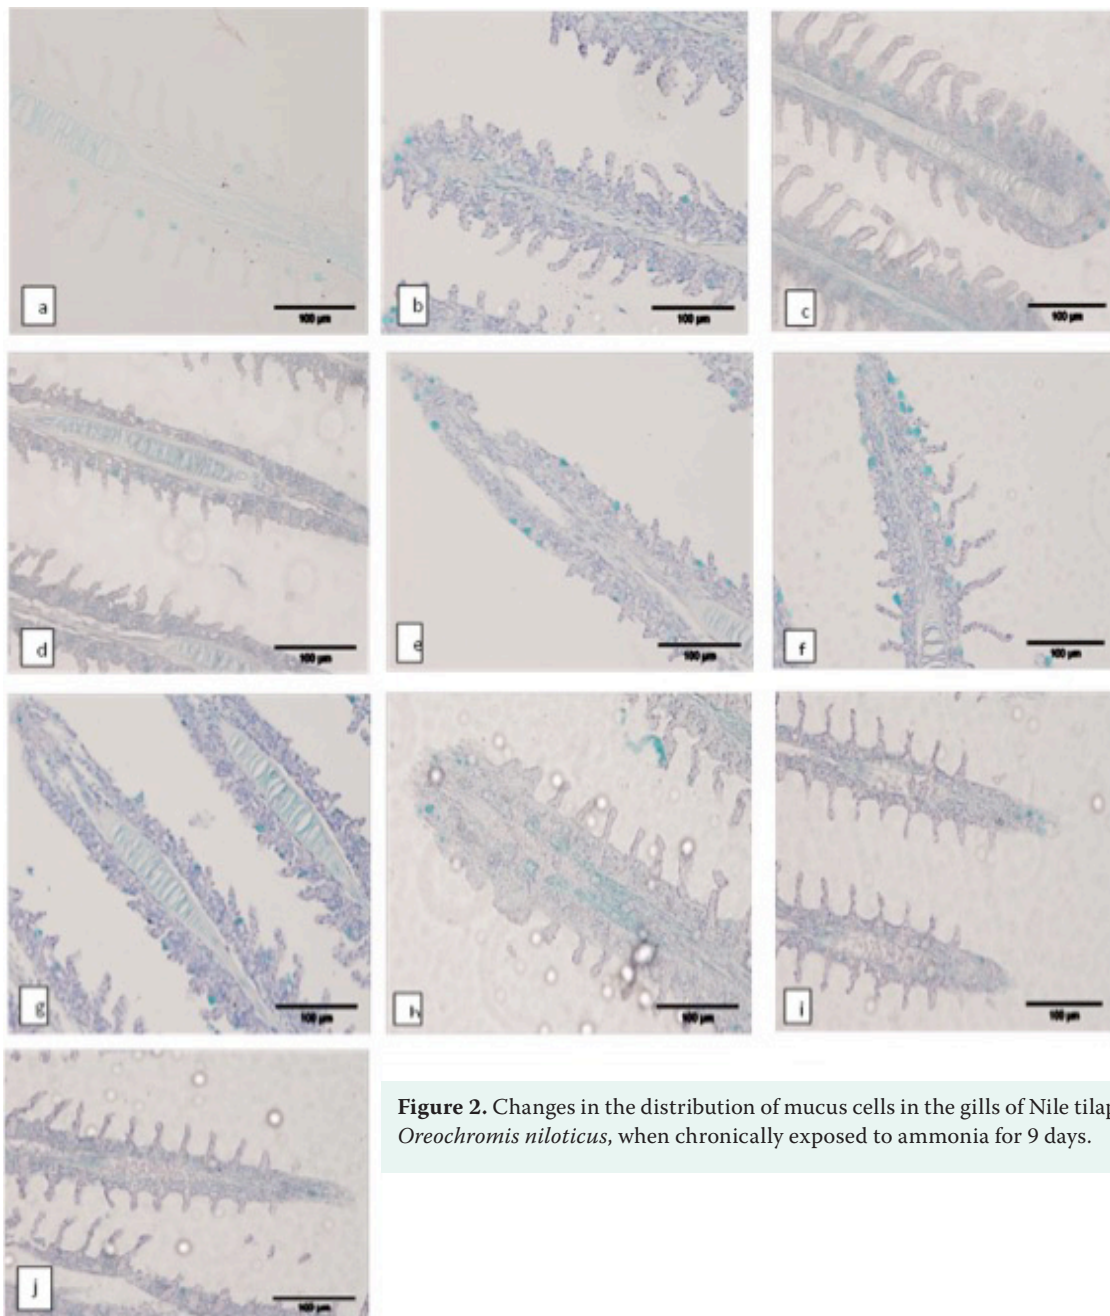 a
100 µm
b
100 µm
c
100 µm
d
100 µm
e
100 µm
f
100 µm
g
100 µm
h
100 µm
i
100 µm
j
100 µm
Figure 2. Changes in the distribution of mucus cells in the gills of Nile tilap
Oreochromis niloticus, when chronically exposed to ammonia for 9 days.